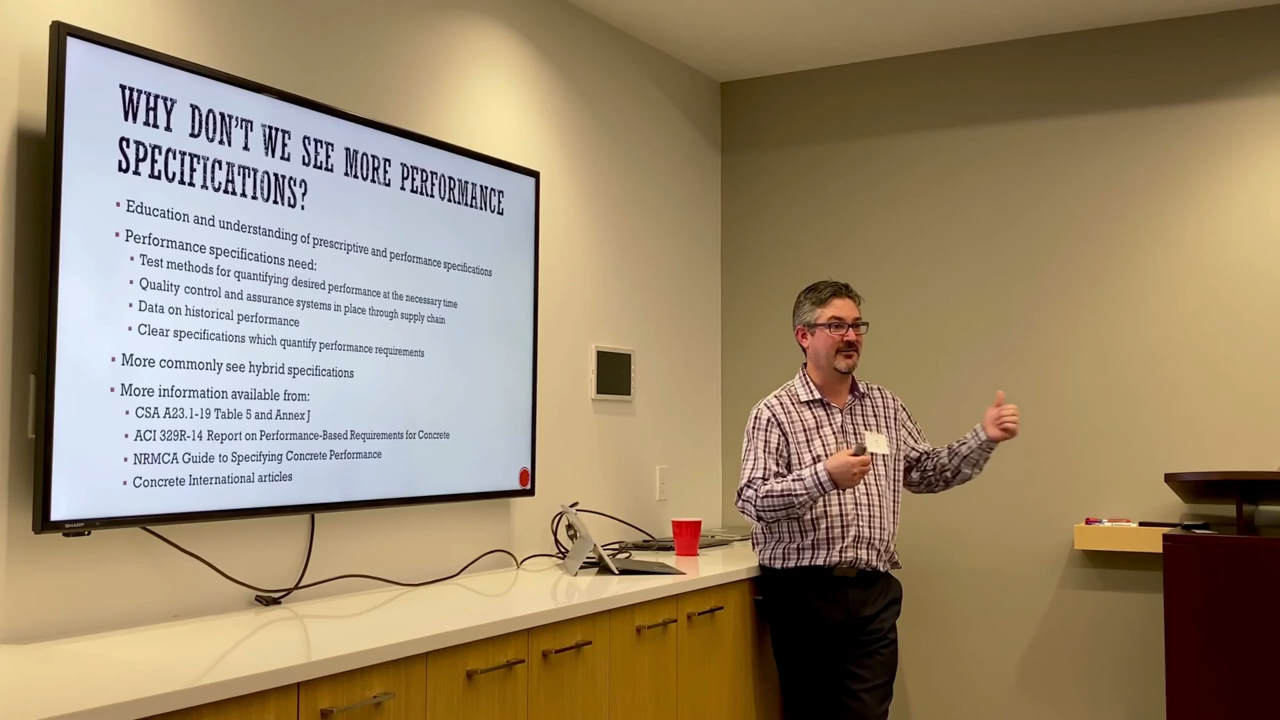 WHY DON'T WE SEE MORE PERFORMANCE
SPECIFICATIONS?
▪ Education and understanding of prescriptive and performance specifications
▪ Performance specifications need:
▪ Test methods for quantifying desired performance at the necessary time
▪ Quality control and assurance systems in place through supply chain
▪ Data on historical performance
▪ Clear specifications which quantify performance requirements
▪ More commonly see hybrid specifications
▪ More information available from:
▪ CSA A23.1-19 Table 5 and Annex J
▪ ACI 329R-14 Report on Performance-Based Requirements for Concrete
▪ NRMCA Guide to Specifying Concrete Performance
▪ Concrete International articles
SHARP